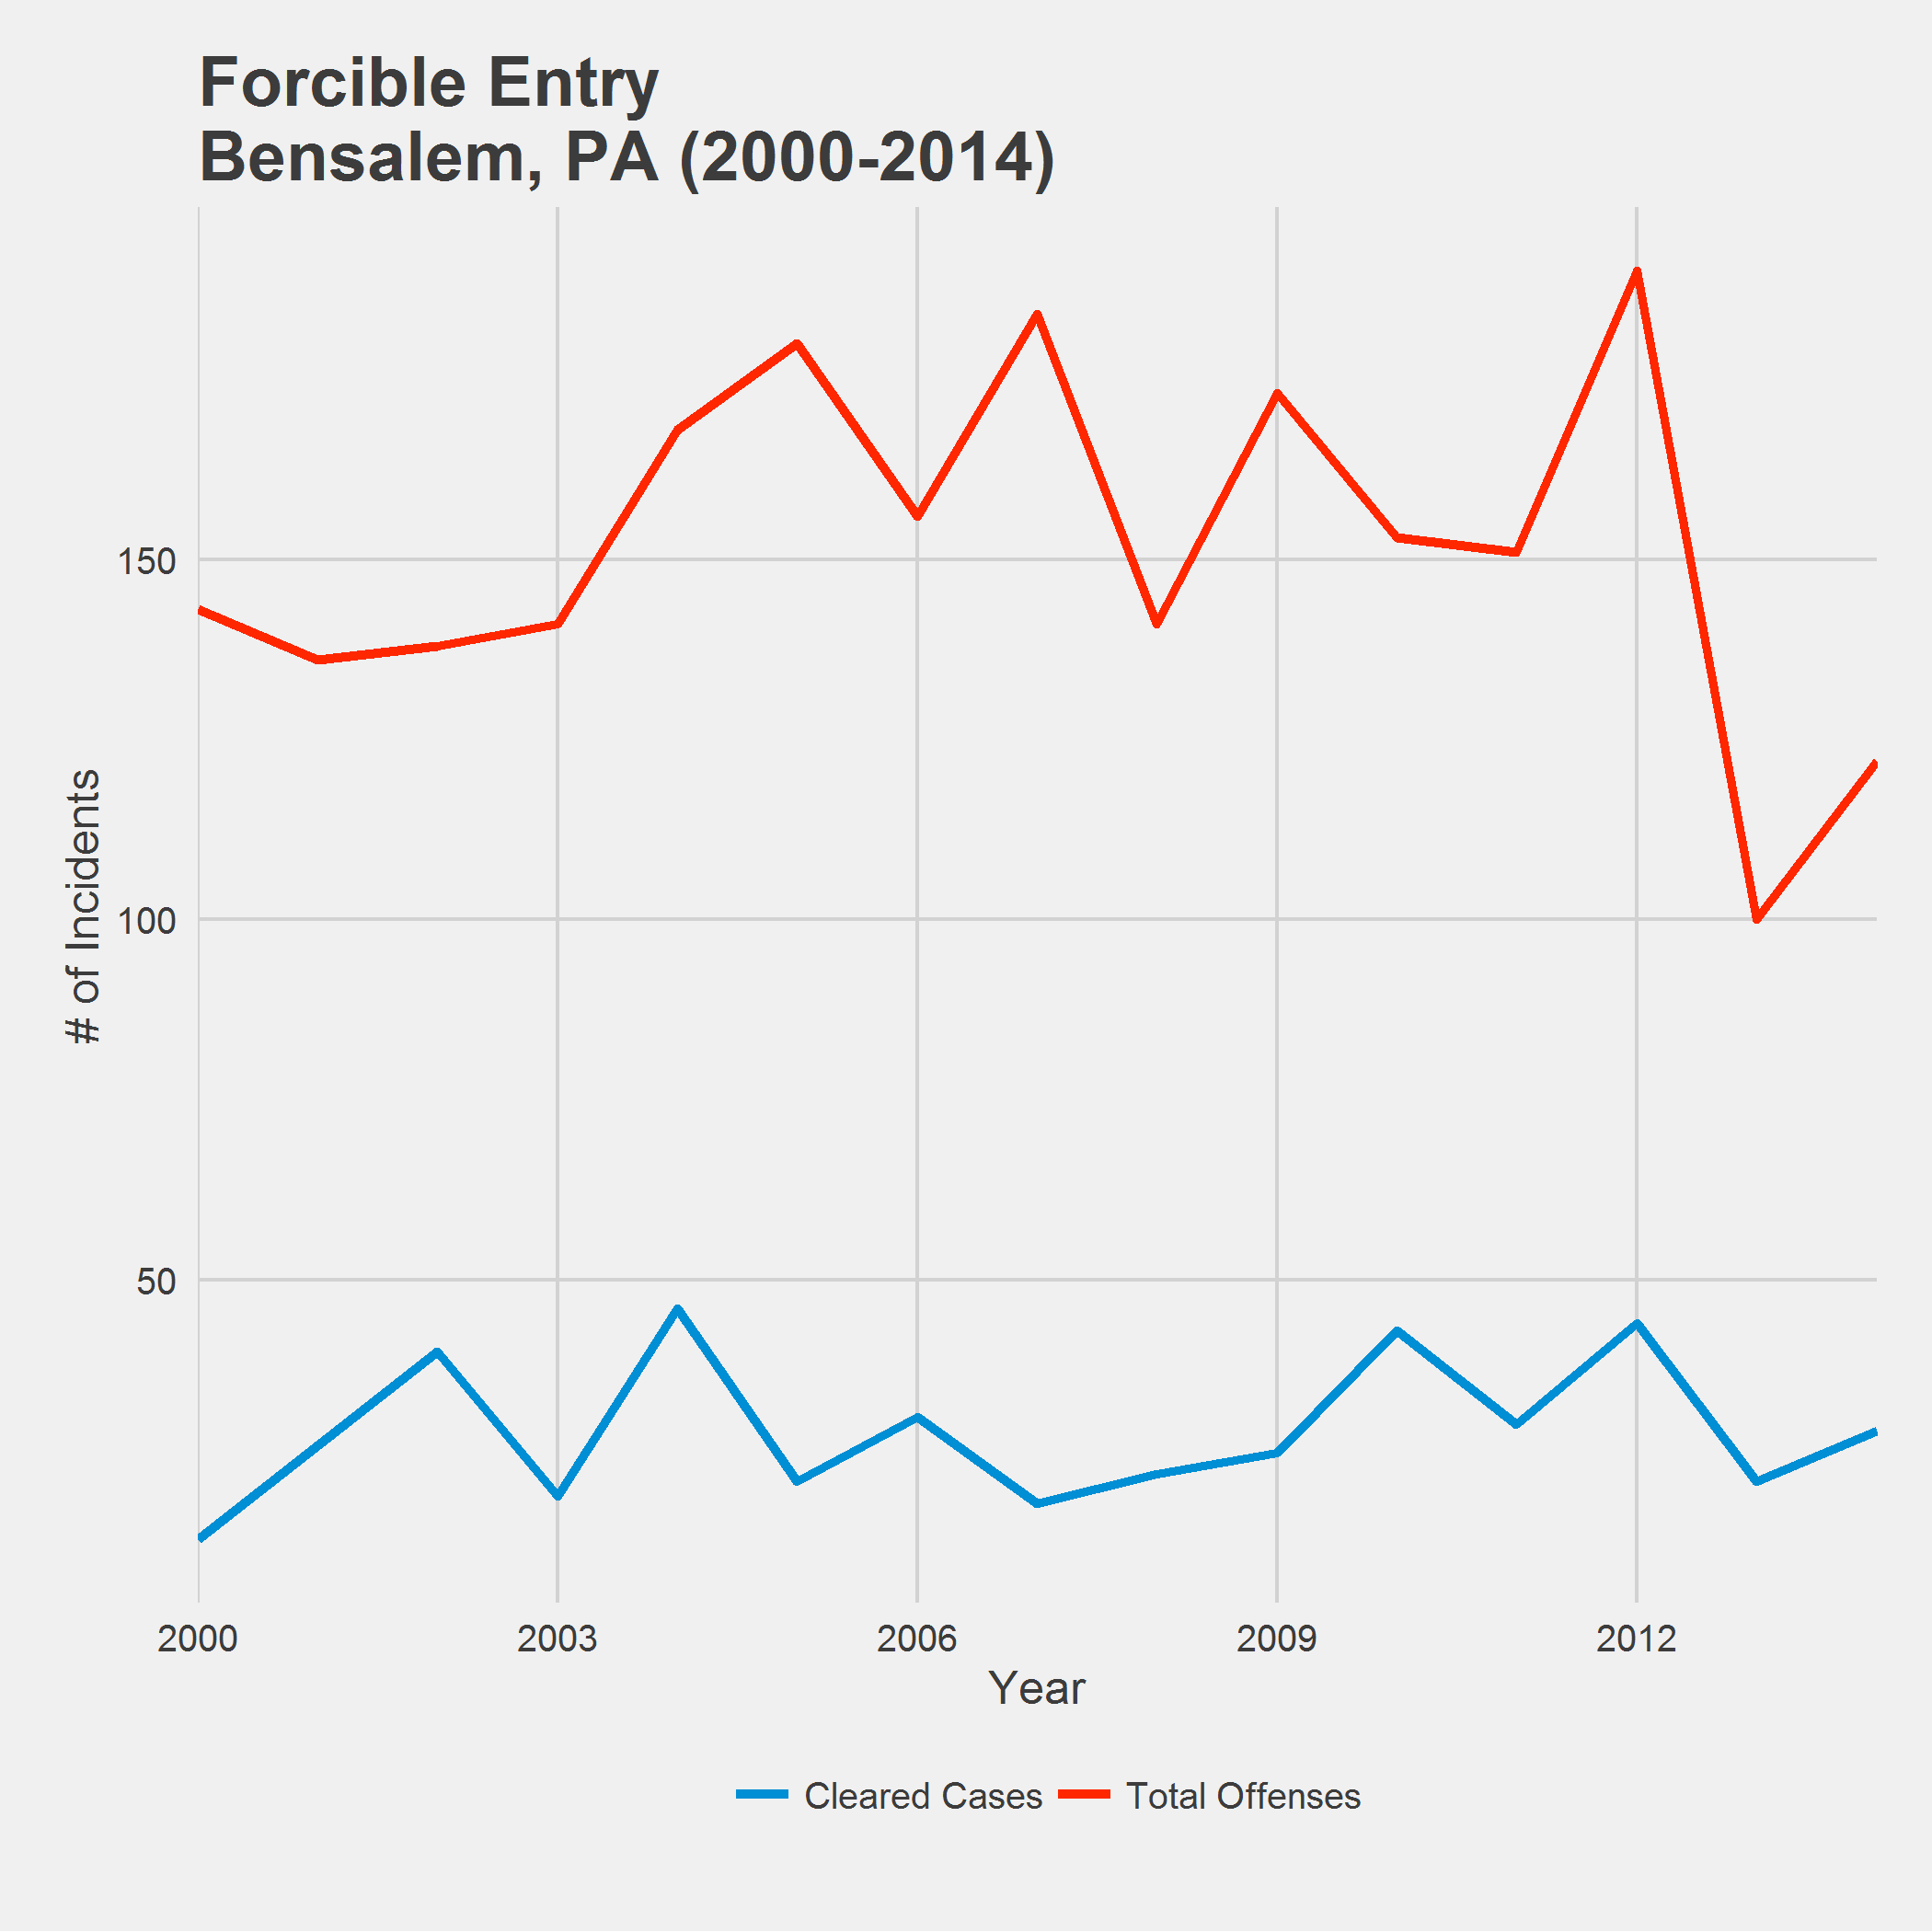 Forcible Entry
Bensalem, PA (2000-2014)
150
100
50
# of Incidents
2000 2003 2006 2009 2012
Year
Cleared Cases Total Offenses